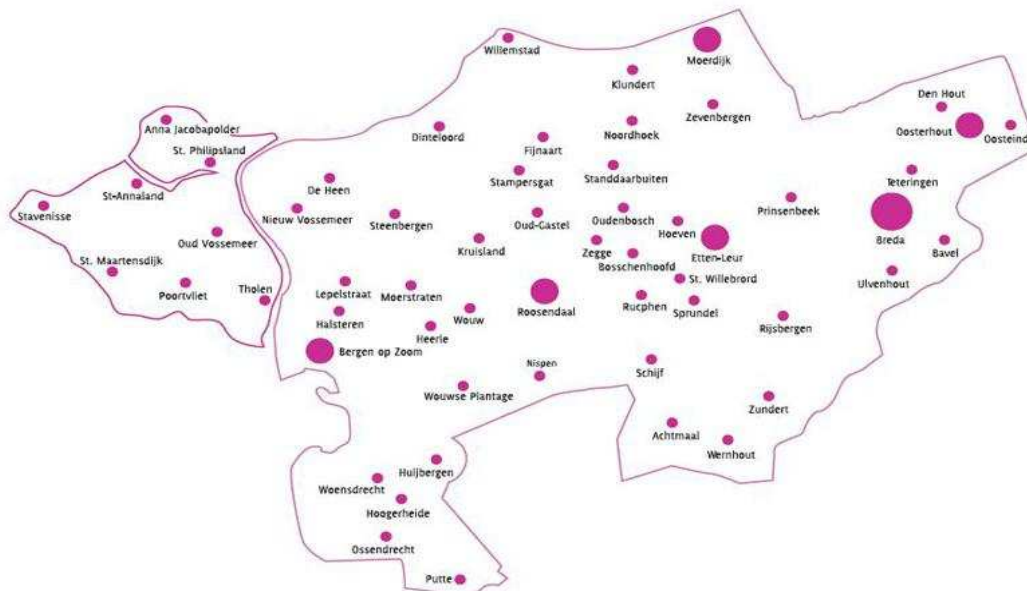 Willemstad
Moerdijk
Klundert
Den Hout
Zevenbergen
Anna Jacobapolder
Noordhoek
Oosterhout
Oosteind
Dinteloord
St. Philipsland
Fijnaart
Stampersgat
Standdaarbuiten
Teteringen
De Heen
St-Annaland
Prinsenbeek
Stavenisse
Nieuw Vossemeer
Steenbergen
Oud-Gastel
Oudenbosch
Hoeven
Breda
Oud Vossemeer
Kruisland
Zegge
Etten-Leur
Bavel
Bosschenhoofd
St. Maartensdijk
St. Willebrord
Ulvenhout
Poortvliet
Tholen
Lepelstraat
Moerstraten
Roosendaal
Rucphen
Sprundel
Halsteren
Wouw
Rijsbergen
Heerle
Bergen op Zoom
Nispen
Schijf
Wouwse Plantage
Zundert
Achtmaal
Wernhout
Huijbergen
Woensdrecht
Hoogerheide
Ossendrecht
Putte